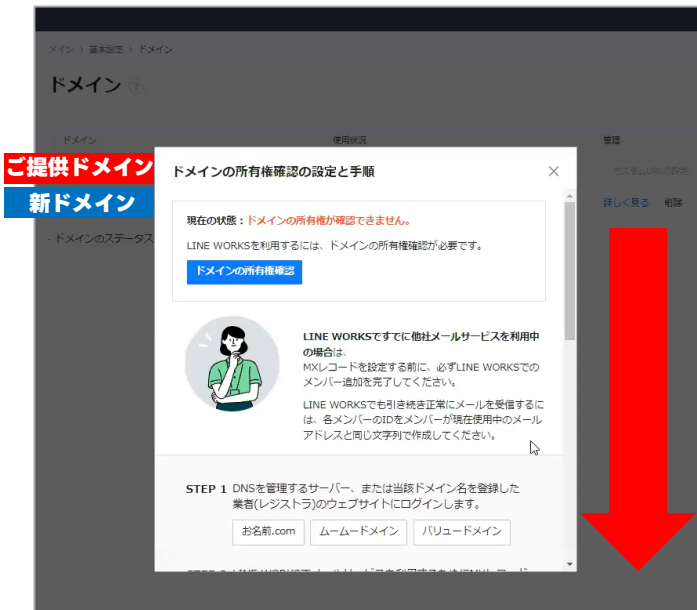 メイン › 基本設定 › ドメイン
ドメイン ?
ドメイン 使用状況 管理
ご提供ドメイン
カスタムURLの設定
新ドメイン
詳しく見る 削除
- ドメインのステータス
ドメインの所有権確認の設定と手順
現在の状態：ドメインの所有権が確認できません。
LINE WORKSを利用するには、ドメインの所有権確認が必要です。
ドメインの所有権確認
LINE WORKSですでに他社メールサービスを利用中
の場合は、
MXレコードを設定する前に、必ずLINE WORKSでの
メンバー追加を完了してください。
LINE WORKSでも引き続き正常にメールを受信するに
は、各メンバーのIDをメンバーが現在使用中のメール
アドレスと同じ文字列で作成してください。
STEP 1 DNSを管理するサーバー、または当該ドメイン名を登録した
業者(レジストラ)のウェブサイトにログインします。
お名前.com ムームードメイン バリュードメイン